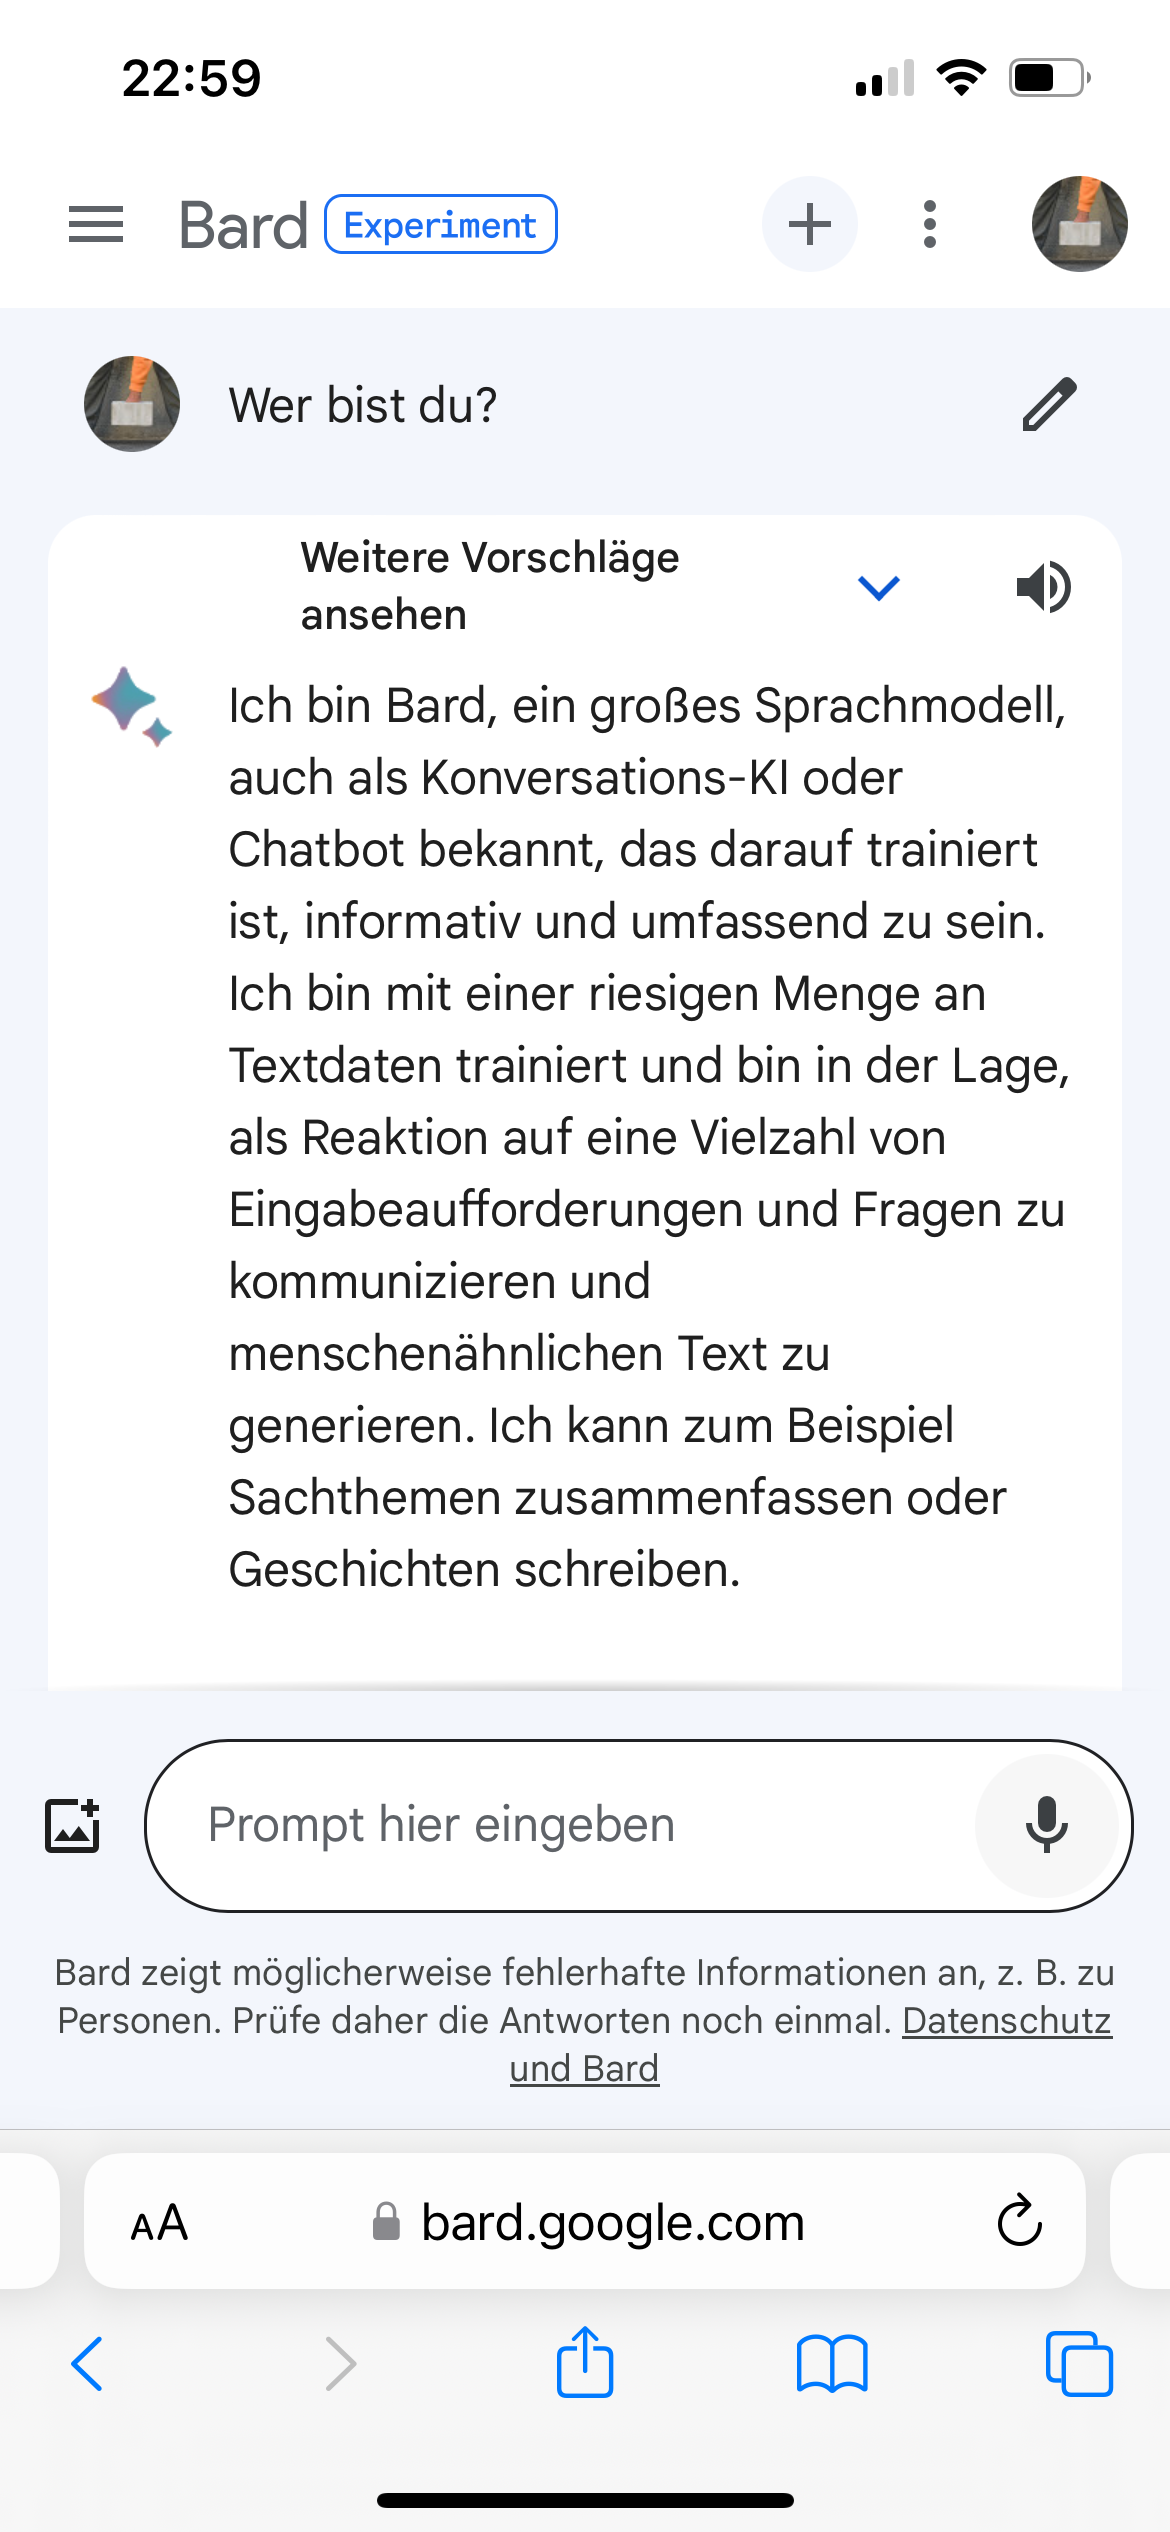 22:59
Bard Experiment
Wer bist du?
Weitere Vorschläge
ansehen
Ich bin Bard, ein großes Sprachmodell,
auch als Konversations-KI oder
Chatbot bekannt, das darauf trainiert
ist, informativ und umfassend zu sein.
Ich bin mit einer riesigen Menge an
Textdaten trainiert und bin in der Lage,
als Reaktion auf eine Vielzahl von
Eingabeaufforderungen und Fragen zu
kommunizieren und
menschenähnlichen Text zu
generieren. Ich kann zum Beispiel
Sachthemen zusammenfassen oder
Geschichten schreiben.
Prompt hier eingeben
Bard zeigt möglicherweise fehlerhafte Informationen an, z. B. zu
Personen. Prüfe daher die Antworten noch einmal. Datenschutz
und Bard
AA bard.google.com